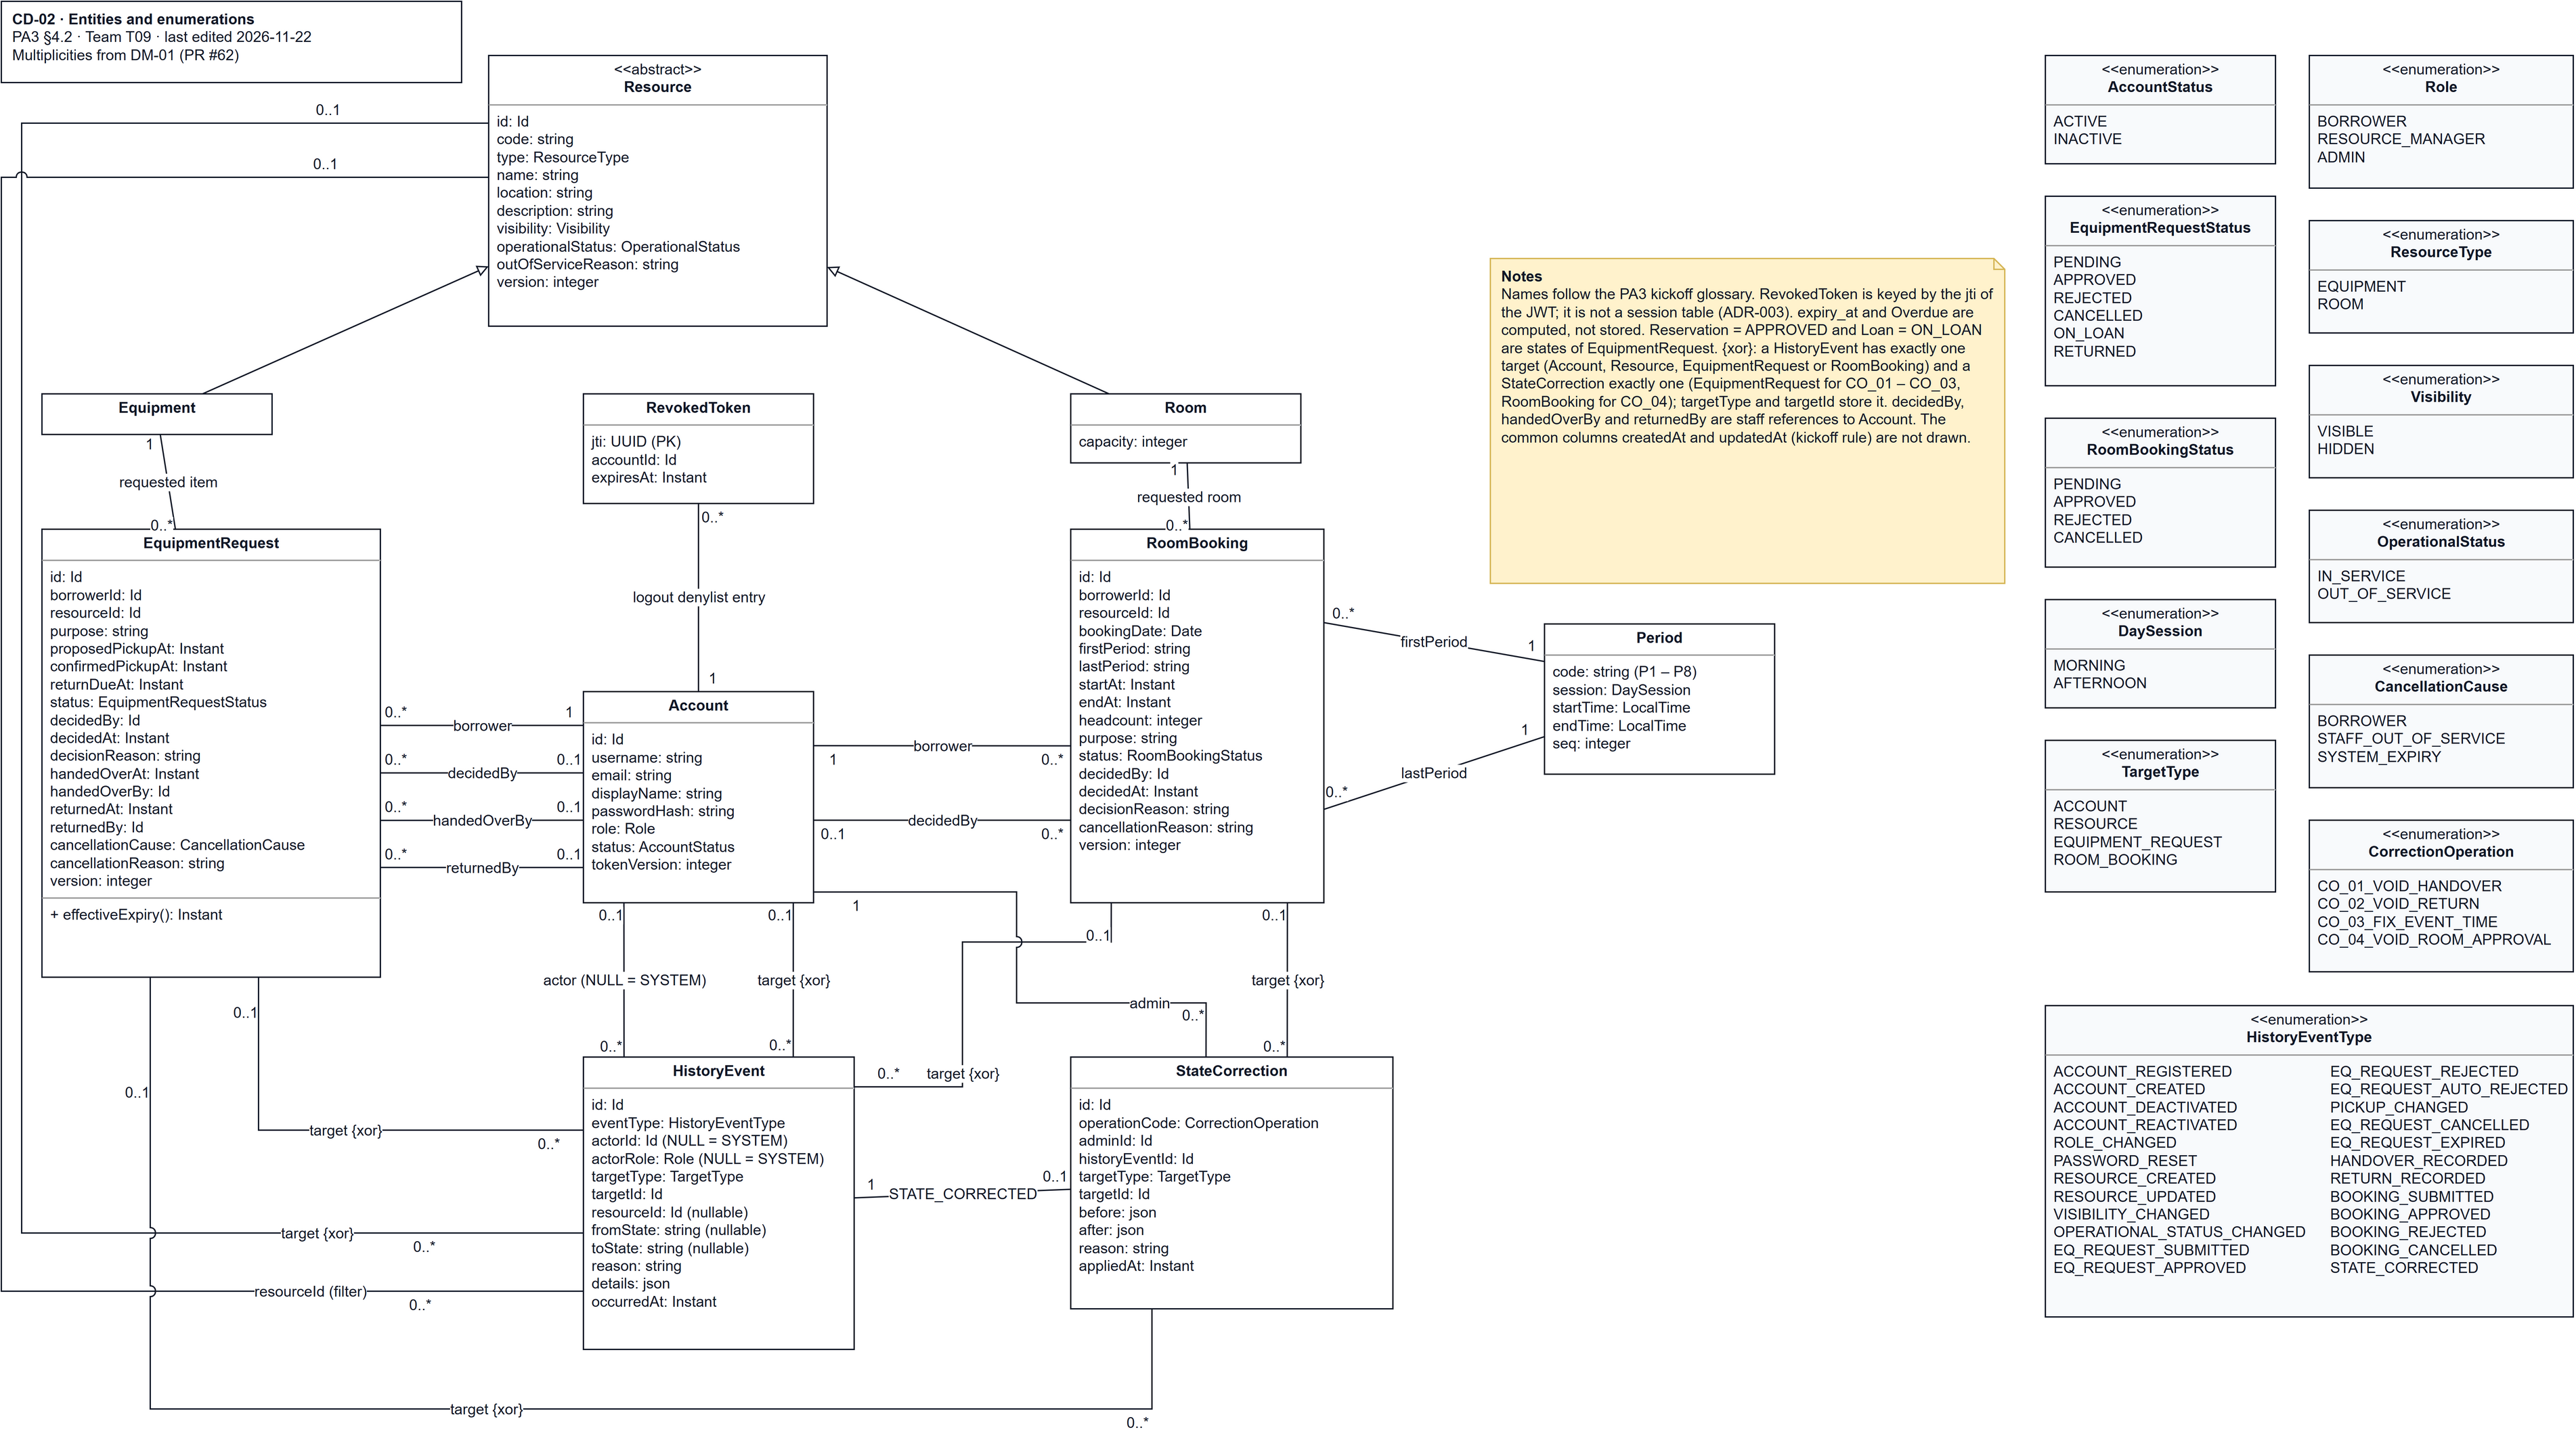 CD-02 · Entities and enumerations
PA3 §4.2 · Team T09 · last edited 2026-11-22
Multiplicities from DM-01 (PR #62)
<<abstract>>
Resource
id: Id
code: string
type: ResourceType
name: string
location: string
description: string
visibility: Visibility
operationalStatus: OperationalStatus
outOfServiceReason: string
version: integer
0..1
0..1
Equipment
1
requested item
0..*
RevokedToken
jti: UUID (PK)
accountId: Id
expiresAt: Instant
0..*
logout denylist entry
1
Room
capacity: integer
1
requested room
0..*
Notes
Names follow the PA3 kickoff glossary. RevokedToken is keyed by the jti of
the JWT; it is not a session table (ADR-003). expiry_at and Overdue are
computed, not stored. Reservation = APPROVED and Loan = ON_LOAN
are states of EquipmentRequest. {xor}: a HistoryEvent has exactly one
target (Account, Resource, EquipmentRequest or RoomBooking) and a
StateCorrection exactly one (EquipmentRequest for CO_01 – CO_03,
RoomBooking for CO_04); targetType and targetId store it. decidedBy,
handedOverBy and returnedBy are staff references to Account. The
common columns createdAt and updatedAt (kickoff rule) are not drawn.
EquipmentRequest
id: Id
borrowerId: Id
resourceId: Id
purpose: string
proposedPickupAt: Instant
confirmedPickupAt: Instant
returnDueAt: Instant
status: EquipmentRequestStatus
decidedBy: Id
decidedAt: Instant
decisionReason: string
handedOverAt: Instant
handedOverBy: Id
returnedAt: Instant
returnedBy: Id
cancellationCause: CancellationCause
cancellationReason: string
version: integer
+ effectiveExpiry(): Instant
0..*
borrower
1
0..*
decidedBy
0..1
0..*
handedOverBy
0..1
0..*
returnedBy
0..1
Account
id: Id
username: string
email: string
displayName: string
passwordHash: string
role: Role
status: AccountStatus
tokenVersion: integer
1
borrower
0..*
0..1
decidedBy
0..*
RoomBooking
id: Id
borrowerId: Id
resourceId: Id
bookingDate: Date
firstPeriod: string
lastPeriod: string
startAt: Instant
endAt: Instant
headcount: integer
purpose: string
status: RoomBookingStatus
decidedBy: Id
decidedAt: Instant
decisionReason: string
cancellationReason: string
version: integer
0..*
firstPeriod
1
0..*
lastPeriod
1
Period
code: string (P1 – P8)
session: DaySession
startTime: LocalTime
endTime: LocalTime
seq: integer
0..1
actor (NULL = SYSTEM)
0..*
0..1
target {xor}
0..*
1
admin
0..*
0..1
target {xor}
0..*
0..1
target {xor}
0..*
0..1
target {xor}
0..*
0..1
target {xor}
0..*
resourceId (filter)
0..*
HistoryEvent
id: Id
eventType: HistoryEventType
actorId: Id (NULL = SYSTEM)
actorRole: Role (NULL = SYSTEM)
targetType: TargetType
targetId: Id
resourceId: Id (nullable)
fromState: string (nullable)
toState: string (nullable)
reason: string
details: json
occurredAt: Instant
1
STATE_CORRECTED
0..1
StateCorrection
id: Id
operationCode: CorrectionOperation
adminId: Id
historyEventId: Id
targetType: TargetType
targetId: Id
before: json
after: json
reason: string
appliedAt: Instant
target {xor}
0..*
<<enumeration>>
AccountStatus
ACTIVE
INACTIVE
<<enumeration>>
EquipmentRequestStatus
PENDING
APPROVED
REJECTED
CANCELLED
ON_LOAN
RETURNED
<<enumeration>>
RoomBookingStatus
PENDING
APPROVED
REJECTED
CANCELLED
<<enumeration>>
DaySession
MORNING
AFTERNOON
<<enumeration>>
TargetType
ACCOUNT
RESOURCE
EQUIPMENT_REQUEST
ROOM_BOOKING
<<enumeration>>
Role
BORROWER
RESOURCE_MANAGER
ADMIN
<<enumeration>>
ResourceType
EQUIPMENT
ROOM
<<enumeration>>
Visibility
VISIBLE
HIDDEN
<<enumeration>>
OperationalStatus
IN_SERVICE
OUT_OF_SERVICE
<<enumeration>>
CancellationCause
BORROWER
STAFF_OUT_OF_SERVICE
SYSTEM_EXPIRY
<<enumeration>>
CorrectionOperation
CO_01_VOID_HANDOVER
CO_02_VOID_RETURN
CO_03_FIX_EVENT_TIME
CO_04_VOID_ROOM_APPROVAL
<<enumeration>>
HistoryEventType
ACCOUNT_REGISTERED
ACCOUNT_CREATED
ACCOUNT_DEACTIVATED
ACCOUNT_REACTIVATED
ROLE_CHANGED
PASSWORD_RESET
RESOURCE_CREATED
RESOURCE_UPDATED
VISIBILITY_CHANGED
OPERATIONAL_STATUS_CHANGED
EQ_REQUEST_SUBMITTED
EQ_REQUEST_APPROVED
EQ_REQUEST_REJECTED
EQ_REQUEST_AUTO_REJECTED
PICKUP_CHANGED
EQ_REQUEST_CANCELLED
EQ_REQUEST_EXPIRED
HANDOVER_RECORDED
RETURN_RECORDED
BOOKING_SUBMITTED
BOOKING_APPROVED
BOOKING_REJECTED
BOOKING_CANCELLED
STATE_CORRECTED